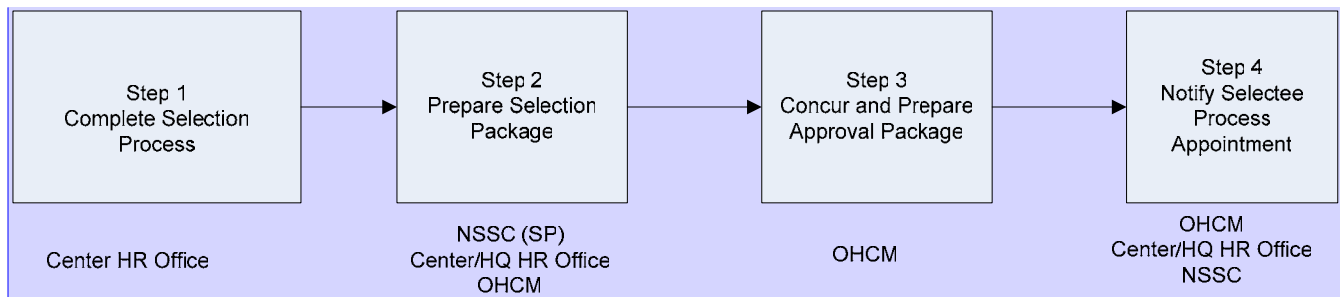 Step 1
Complete Selection
Process
Step 2
Prepare Selection
Package
Step 3
Concur and Prepare
Approval Package
Step 4
Notify Selectee
Process
Appointment
Center HR Office
NSSC (SP)
Center/HQ HR Office
OHCM
OHCM
OHCM
Center/HQ HR Office
NSSC